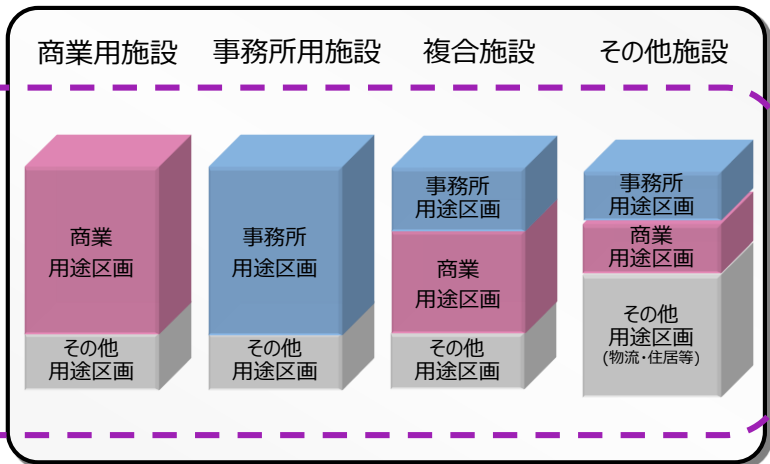 商業用施設
事務所用施設
複合施設
その他施設
商業
用途区画
その他
用途区画
事務所
用途区画
その他
用途区画
事務所
用途区画
商業
用途区画
その他
用途区画
事務所
用途区画
商業
用途区画
その他
用途区画
(物流・住居等)